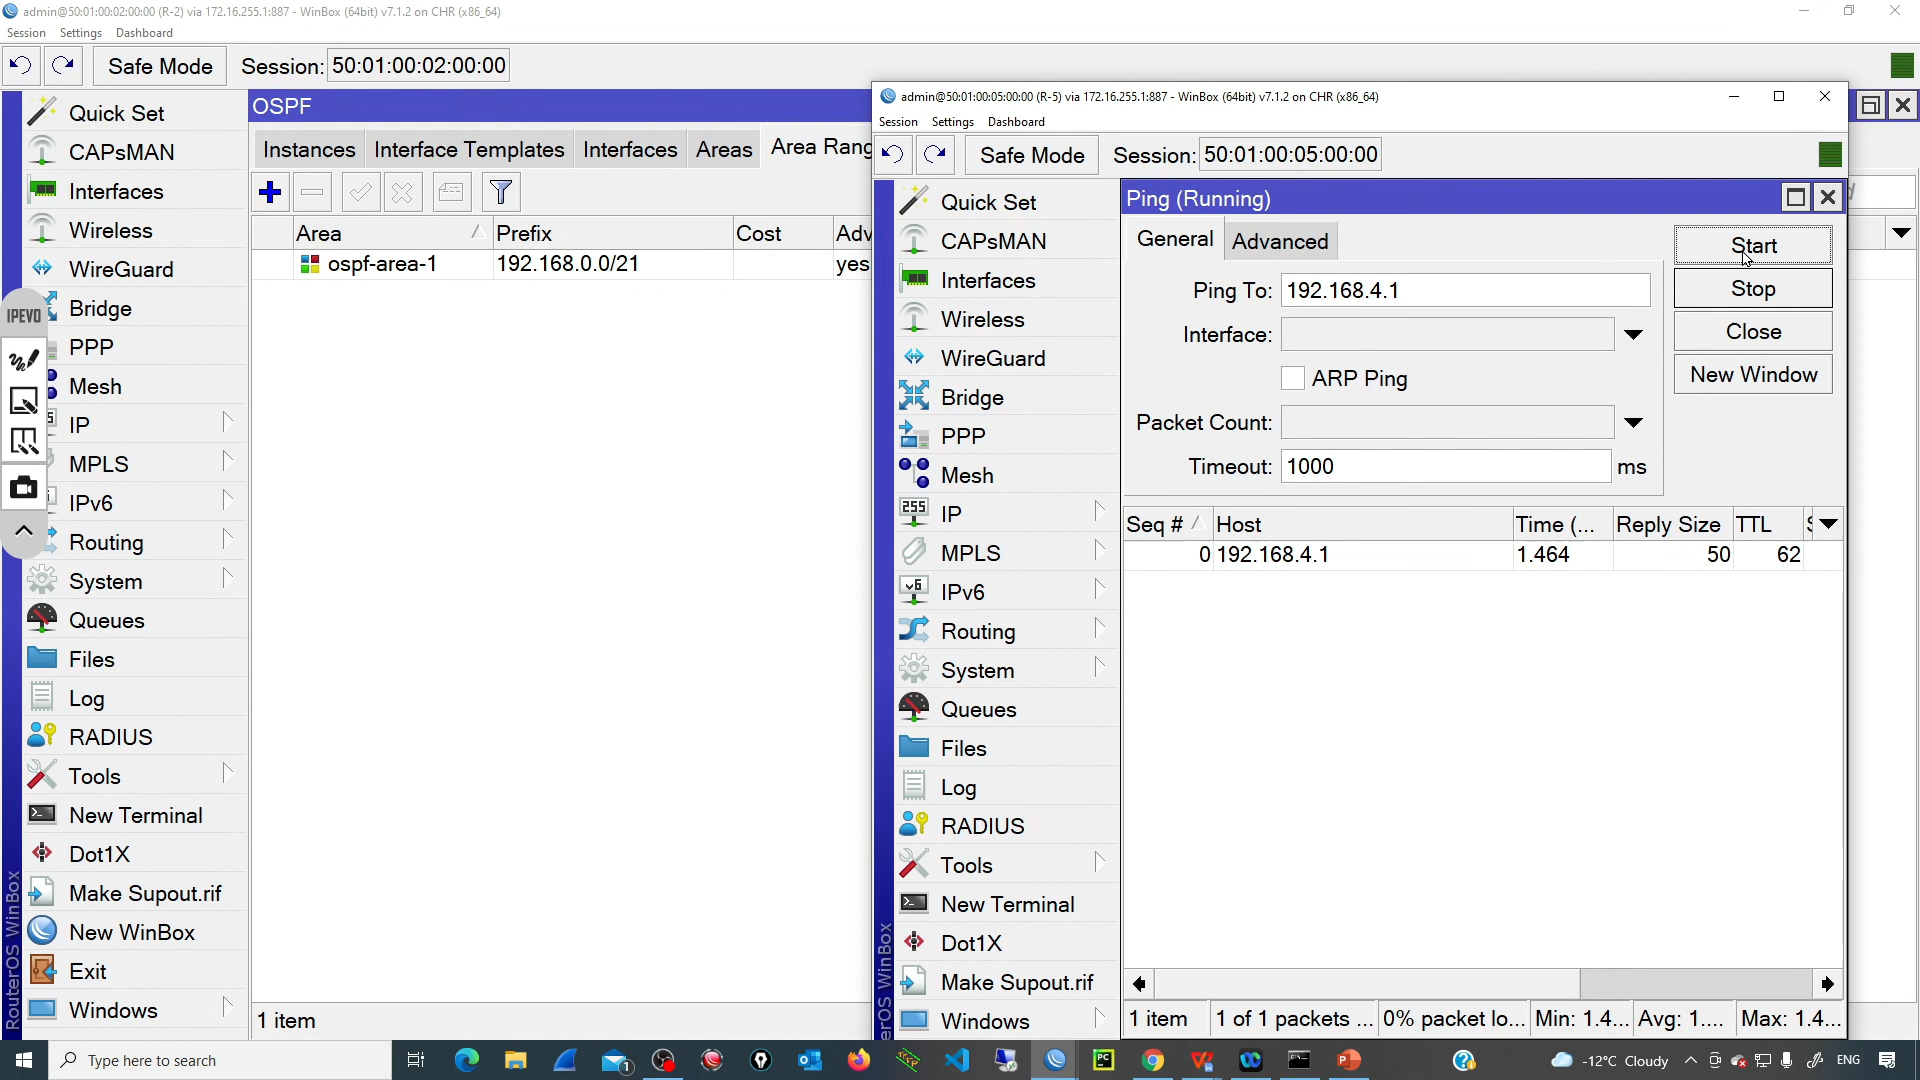 admin@50:01:00:02:00:00 (R-2) via 172.16.255.1:887 - WinBox (64bit) v7.1.2 on CHR (x86_64)
Session Settings Dashboard
Safe Mode Session: 50:01:00:02:00:00
Quick Set
CAPsMAN
Interfaces
Wireless
WireGuard
Bridge
PPP
Mesh
IP
MPLS
IPv6
Routing
System
Queues
Files
Log
RADIUS
Tools
New Terminal
Dot1X
Make Supout.rif
New WinBox
Exit
Windows
RouterOS WinBox
IPEVO
OSPF
Instances Interface Templates Interfaces Areas Area Rang
Area Prefix Cost Adv
ospf-area-1 192.168.0.0/21 yes
1 item
admin@50:01:00:05:00:00 (R-5) via 172.16.255.1:887 - WinBox (64bit) v7.1.2 on CHR (x86_64)
Session Settings Dashboard
Safe Mode Session: 50:01:00:05:00:00
Quick Set
CAPsMAN
Interfaces
Wireless
WireGuard
Bridge
PPP
Mesh
255
IP
MPLS
v6
IPv6
Routing
System
Queues
Files
Log
RADIUS
Tools
New Terminal
Dot1X
Make Supout.rif
Windows
erOS WinBox
Ping (Running)
General Advanced
Ping To: 192.168.4.1
Interface:
ARP Ping
Packet Count:
Timeout: 1000 ms
Start
Stop
Close
New Window
Seq # Host Time (... Reply Size TTL
0 192.168.4.1 1.464 50 62
1 item 1 of 1 packets ... 0% packet lo... Min: 1.4... Avg: 1.... Max: 1.4...
Type here to search
1
PC
-12°C Cloudy
ENG